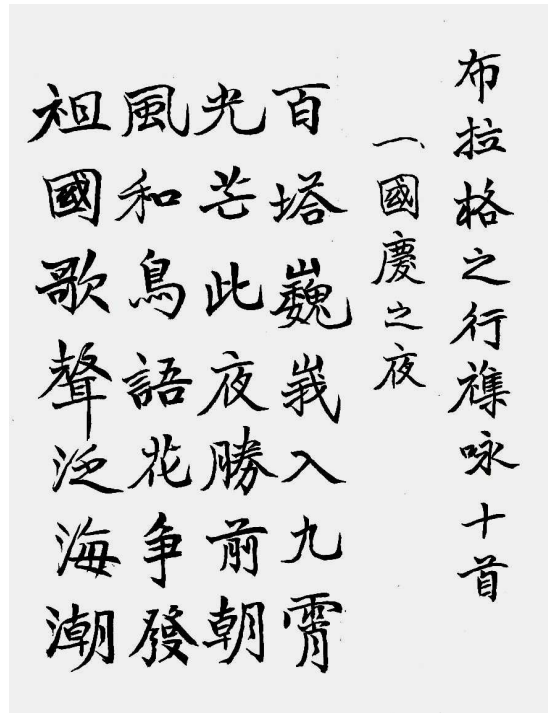 布拉格之行雜咏十首
一、國慶之夜
百塔巍峩入九霄
光芒此夜勝前朝
風和鳥語花争發
祖國歌聲泛海潮